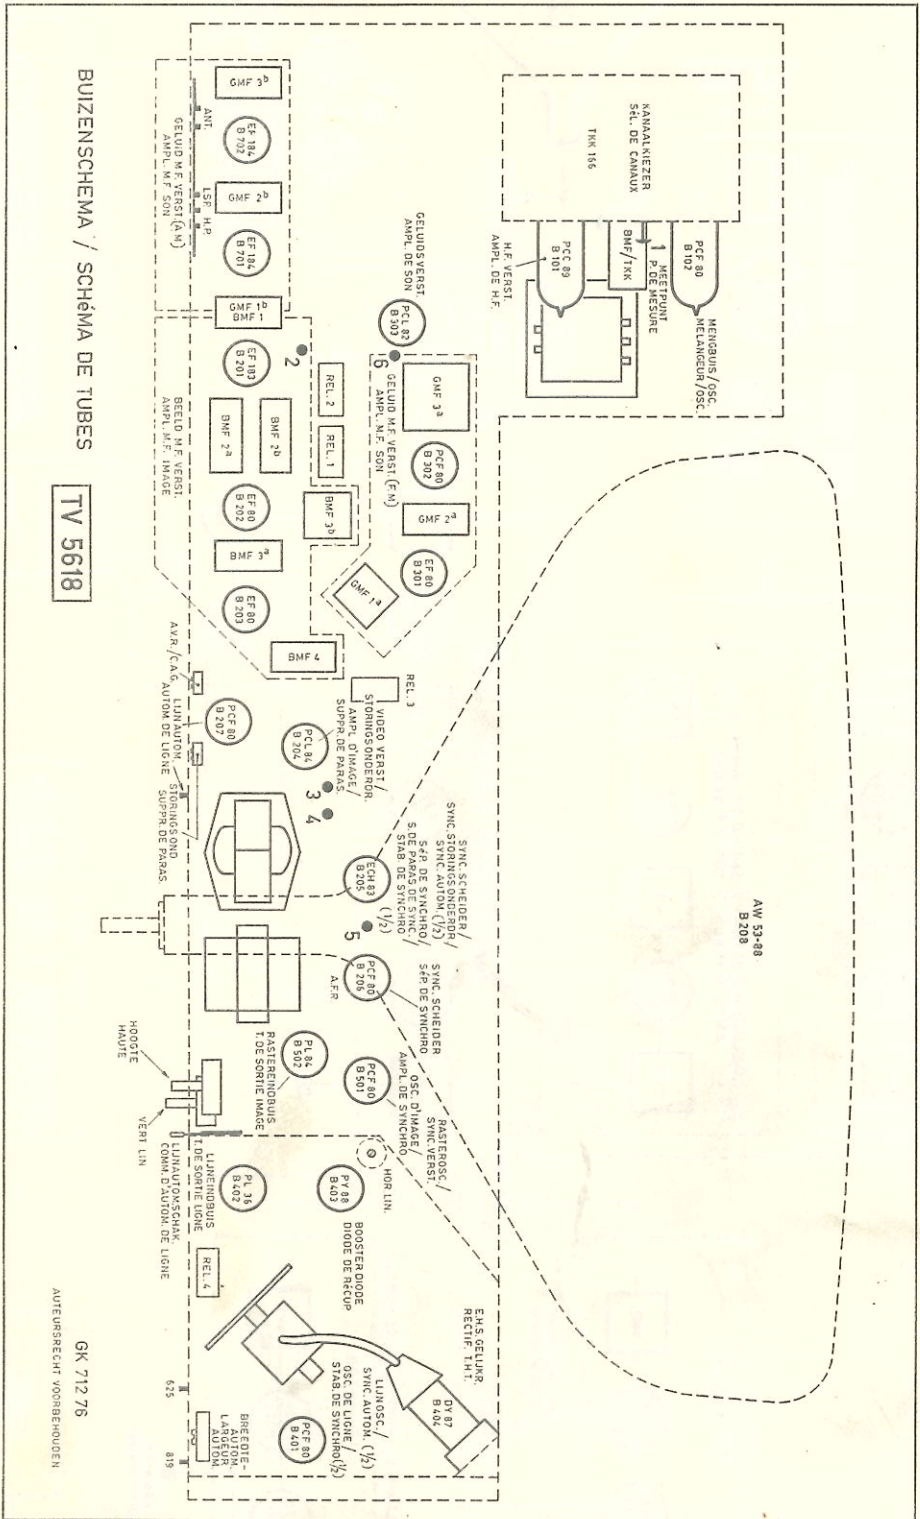 BUIZENSCHEMA / SCHéMA DE TUBES
TV 5618
GK 712 76
AUTEURSRECHT VOORBEHOUDEN
KANAALKIEZER
SéL. DE CANAUX
TKK 166
PCF 80
B 102
MENGBUIS / OSC.
MELANGEUR / OSC.
1
MEETPUNT
P. DE MESURE
BMF/TKK
PCC 89
B 101
H.F. VERST.
AMPL. DE H.F.
AW 53-88
B 208
GMF 3b
EF 184
B 702
GMF 2b
EF 184
B 701
GMF 1b
BMF 1
ANT.
LSP. H.P.
GELUID M.F. VERST. (A.M)
AMPL. M.F. SON
GELUIDSVERST.
AMPL. DE SON
PCL 82
B 303
6
2
EF 183
B 201
BMF 2a
BMF 2b
EF 80
B 202
BMF 3a
BMF 3b
EF 80
B 203
BMF 4
BEELD M.F. VERST.
AMPL. M.F. IMAGE
REL. 2
REL. 1
GMF 3a
PCF 80
B 302
GMF 2a
EF 80
B 301
GMF 1a
GELUID M.F. VERST. (F.M)
AMPL. M.F. SON
REL. 3
VIDEO VERST. /
STORINGSONDERDR.
AMPL D'IMAGE /
SUPPR. DE PARAS.
PCL 84
B 204
3
4
A.V.R. / C.A.G.
PCF 80
B 207
LIJNAUTOM.
AUTOM. DE LIGNE
STORINGSOND
SUPPR. DE PARAS.
SYNC. SCHEIDER /
SYNC. STORINGSONDERDR /
SYNC. AUTOM. (1/2)
SéP. DE SYNCHRO /
S. DE PARAS. DE SYNC. /
STAB. DE SYNCHRO
(1/2)
ECH 83
B 205
5
PCF 80
B 206
SYNC. SCHEIDER
SéP. DE SYNCHRO
A.F.R
PL 84
B 502
RASTEREINDBUIS
T. DE SORTIE IMAGE
PCF 80
B 501
RASTEROSC. /
SYNC. VERST.
OSC. D'IMAGE /
AMPL. DE SYNCHRO
HOOGTE
HAUTE
VERT LIN
LIJNAUTOM. SCHAK.
COMM. D'AUTOM. DE LIGNE
LIJNEINDBUIS
T. DE SORTIE LIGNE
PL 36
B 402
HOR LIN.
PY 88
B 403
BOOSTER DIODE
DIODE DE RéCUP
REL. 4
E.H.S. GELIJKR.
RECTIF. T.H.T.
DY 87
B 404
LIJNOSC. /
SYNC. AUTOM. (1/2)
OSC. DE LIGNE /
STAB. DE SYNCHRO (1/2)
PCF 80
B 401
BREEDTE-
AUTOM.
LARGEUR
AUTOM.
625
819